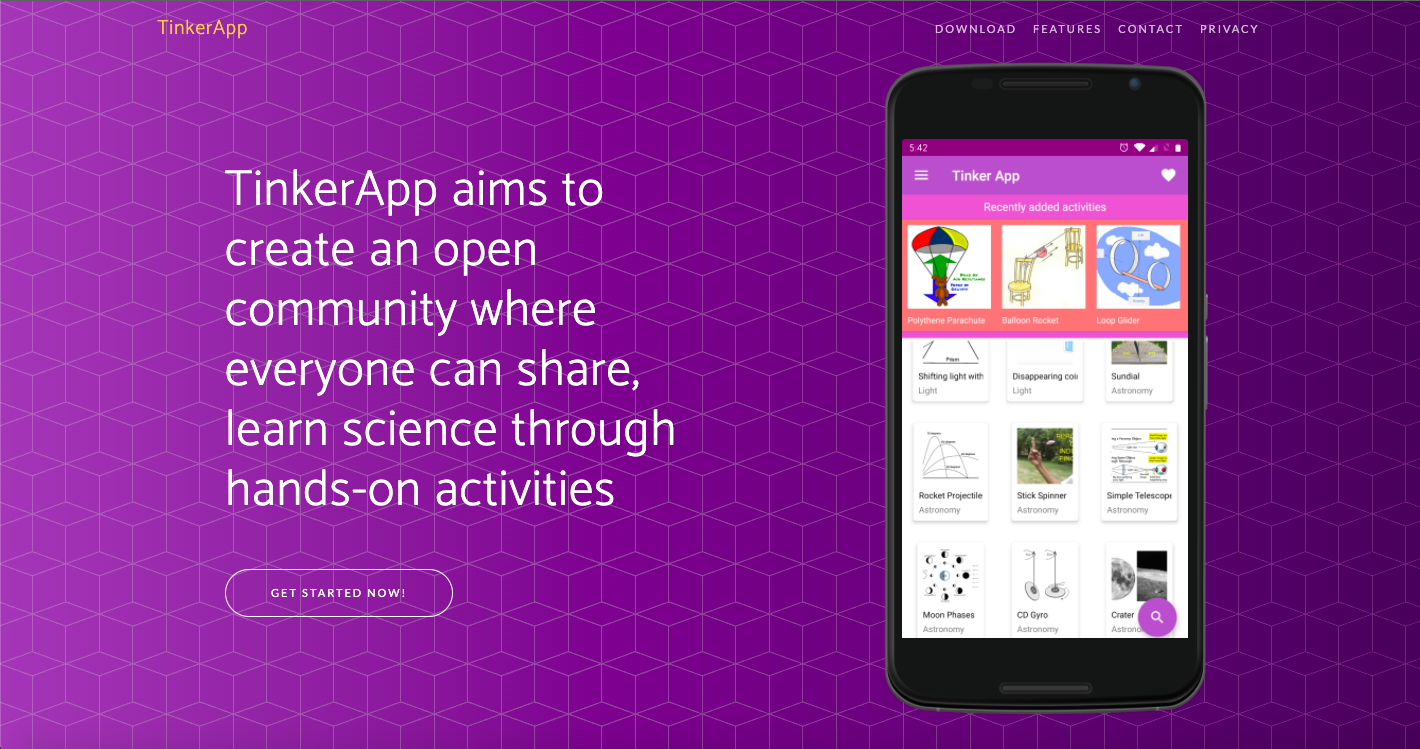 TinkerApp
DOWNLOAD FEATURES CONTACT PRIVACY
TinkerApp aims to
create an open
community where
everyone can share,
learn science through
hands-on activities
GET STARTED NOW!
5:42
Tinker App
Recently added activities
Polythene Parachute Balloon Rocket Loop Glider
Prism
Shifting light with Disappearing coi Sundial
Light Light Astronomy
Rocket Projectile Stick Spinner Simple Telescope
Astronomy Astronomy Astronomy
Moon Phases CD Gyro Crater
Astronomy Astronomy Astrono